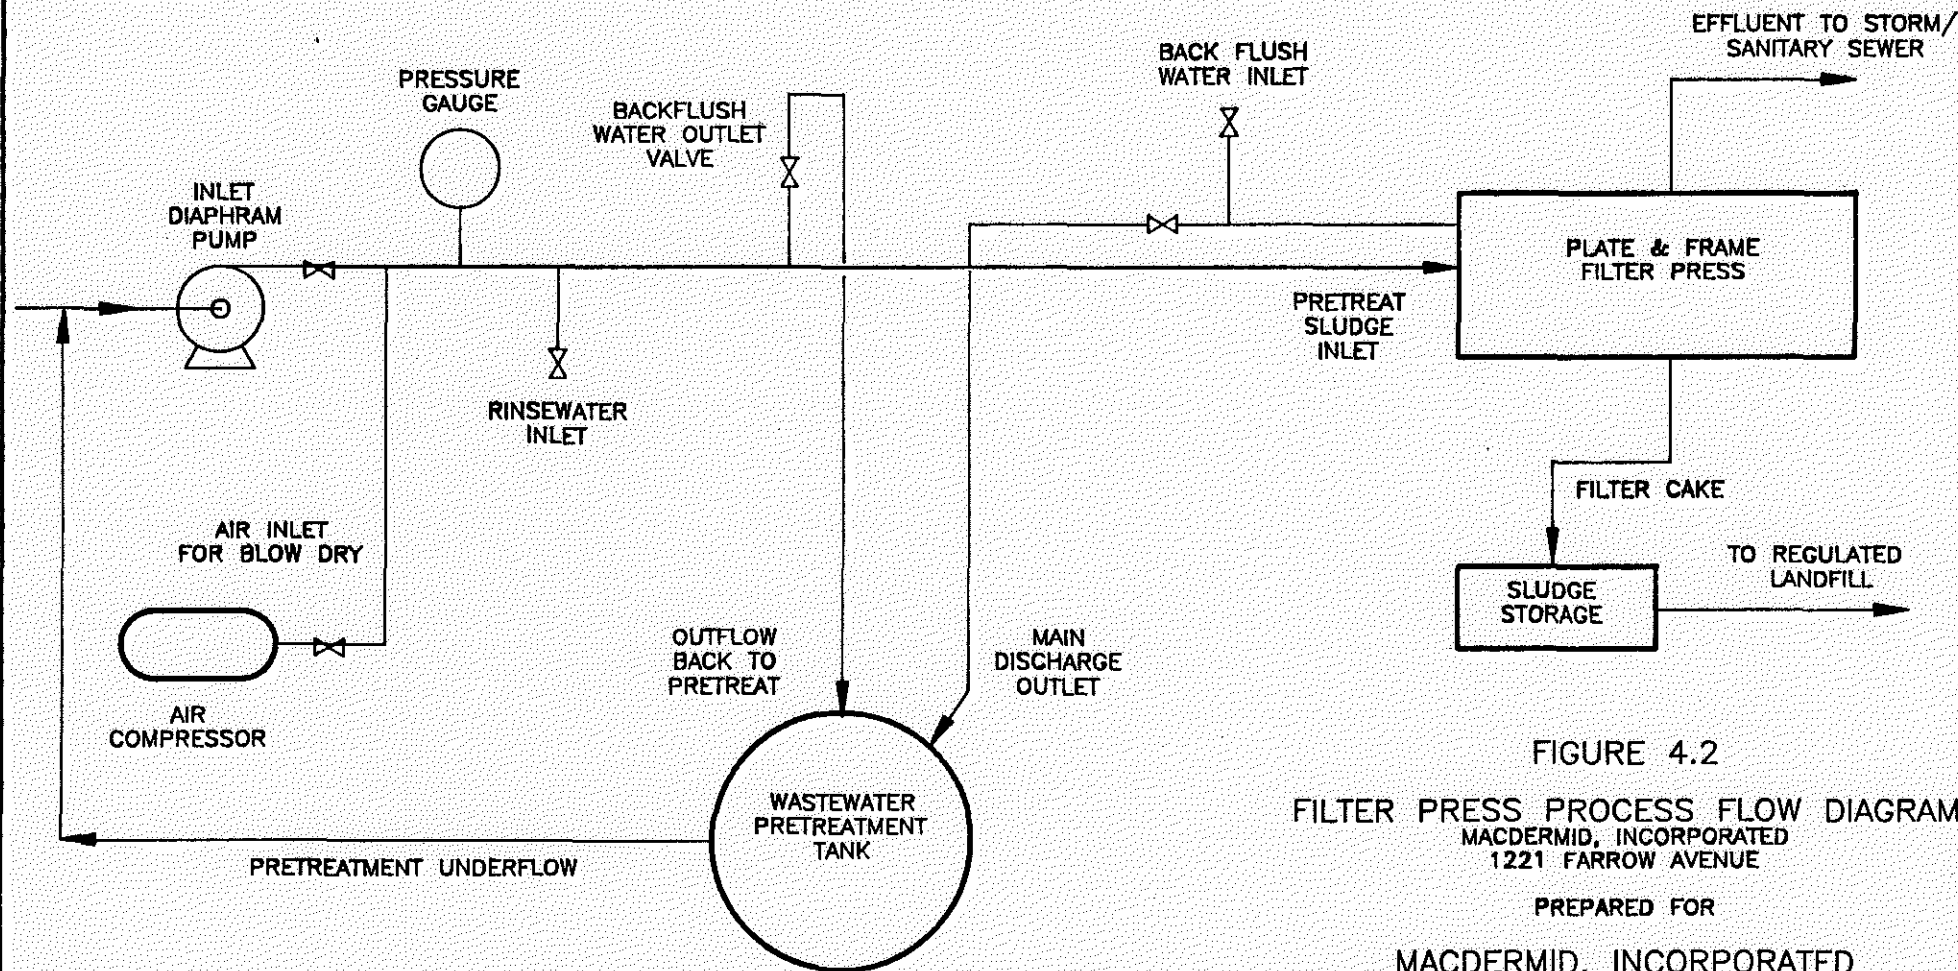 EFFLUENT TO STORM/
SANITARY SEWER
BACK FLUSH
WATER INLET
PRESSURE
GAUGE
BACKFLUSH
WATER OUTLET
VALVE
INLET
DIAPHRAM
PUMP
PLATE & FRAME
FILTER PRESS
PRETREAT
SLUDGE
INLET
RINSEWATER
INLET
FILTER CAKE
AIR INLET
FOR BLOW DRY
TO REGULATED
LANDFILL
SLUDGE
STORAGE
OUTFLOW
BACK TO
PRETREAT
MAIN
DISCHARGE
OUTLET
AIR
COMPRESSOR
WASTEWATER
PRETREATMENT
TANK
PRETREATMENT UNDERFLOW
FIGURE 4.2
FILTER PRESS PROCESS FLOW DIAGRAM
MACDERMID, INCORPORATED
1221 FARROW AVENUE
PREPARED FOR
MACDERMID, INCORPORATED